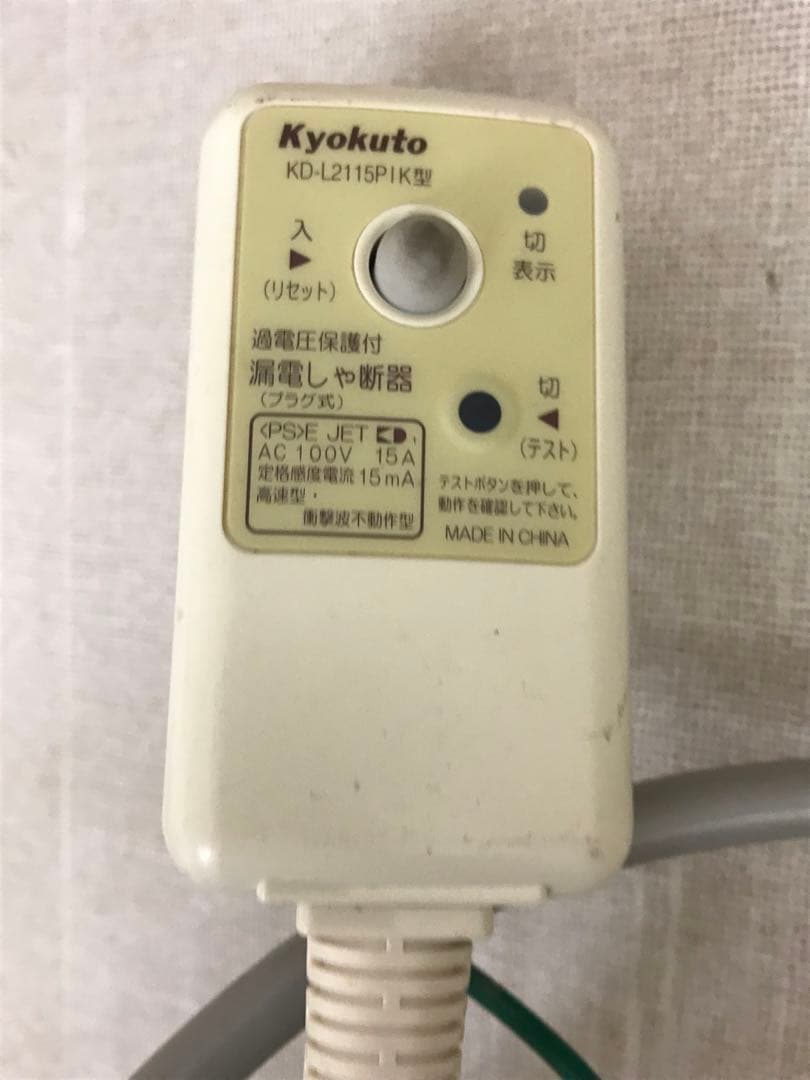 Kyokuto
KD-L2115PIK型
入
▶
(リセット)
切
表示
過電圧保護付
漏電しゃ断器
(プラグ式)
切
◀
(テスト)
<PS>E JET
AC 100V 15A
定格感度電流 15mA
高速型・
衝撃波不動作型
テストボタンを押して、
動作を確認して下さい。
MADE IN CHINA